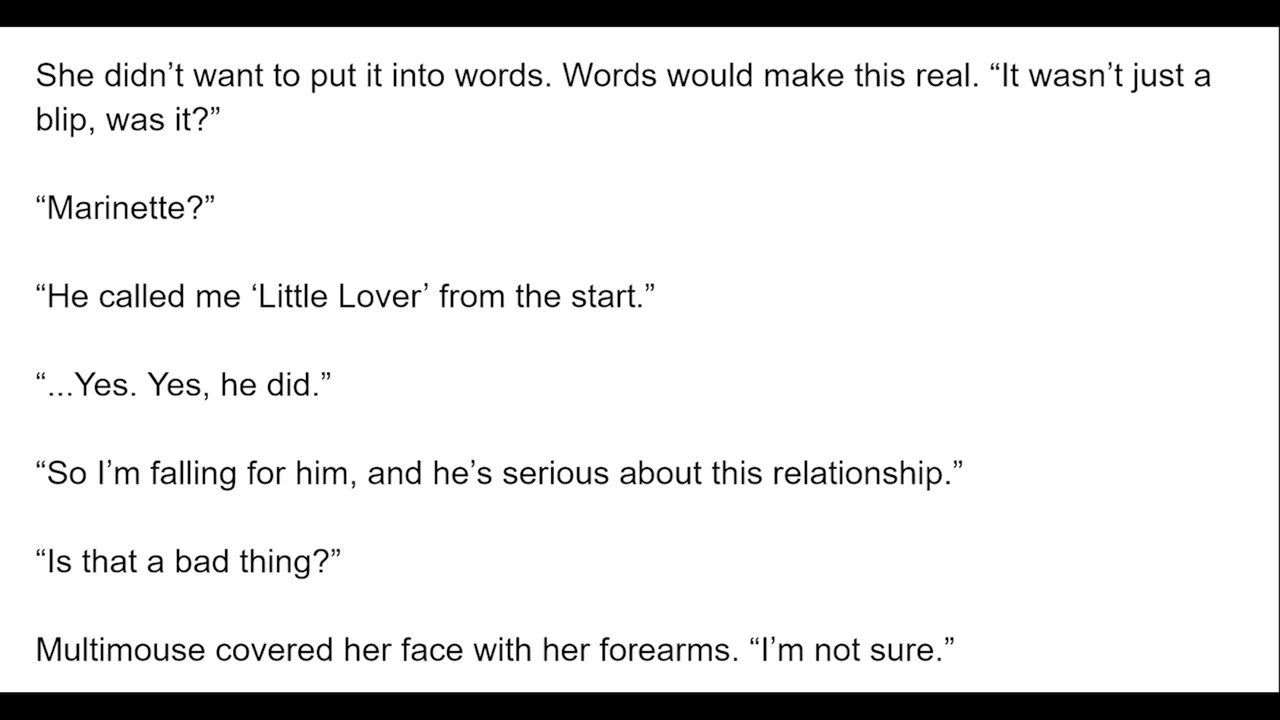 She didn’t want to put it into words. Words would make this real. “It wasn’t just a
blip, was it?”
“Marinette?”
“He called me ‘Little Lover’ from the start.”
“...Yes. Yes, he did.”
“So I’m falling for him, and he’s serious about this relationship.”
“Is that a bad thing?”
Multimouse covered her face with her forearms. “I’m not sure.”